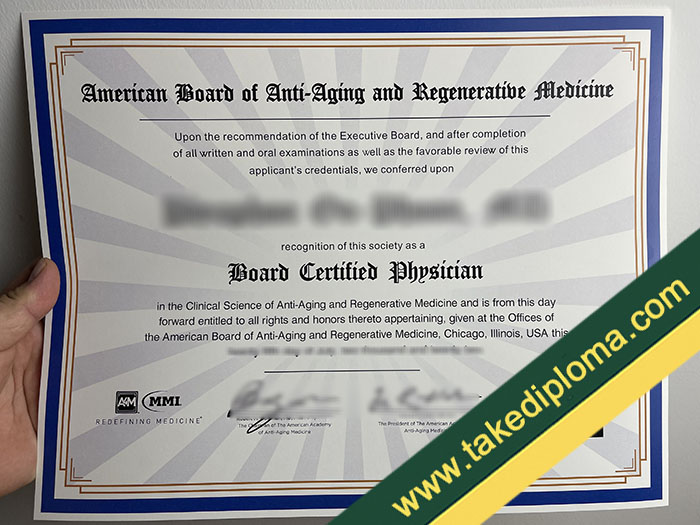 American Board of Anti-Aging and Regenerative Medicine
Upon the recommendation of the Executive Board, and after completion
of all written and oral examinations as well as the favorable review of this
applicant's credentials, we conferred upon
recognition of this society as a
Board Certified Physician
in the Clinical Science of Anti-Aging and Regenerative Medicine and is from this day
forward entitled to all rights and honors thereto appertaining, given at the Offices of
the American Board of Anti-Aging and Regenerative Medicine, Chicago, Illinois, USA this
A4M MMI
REDEFINING MEDICINE
The Chairman of The American Academy
of Anti-Aging Medicine
The President of The American
Anti-Aging
www.takediploma.com